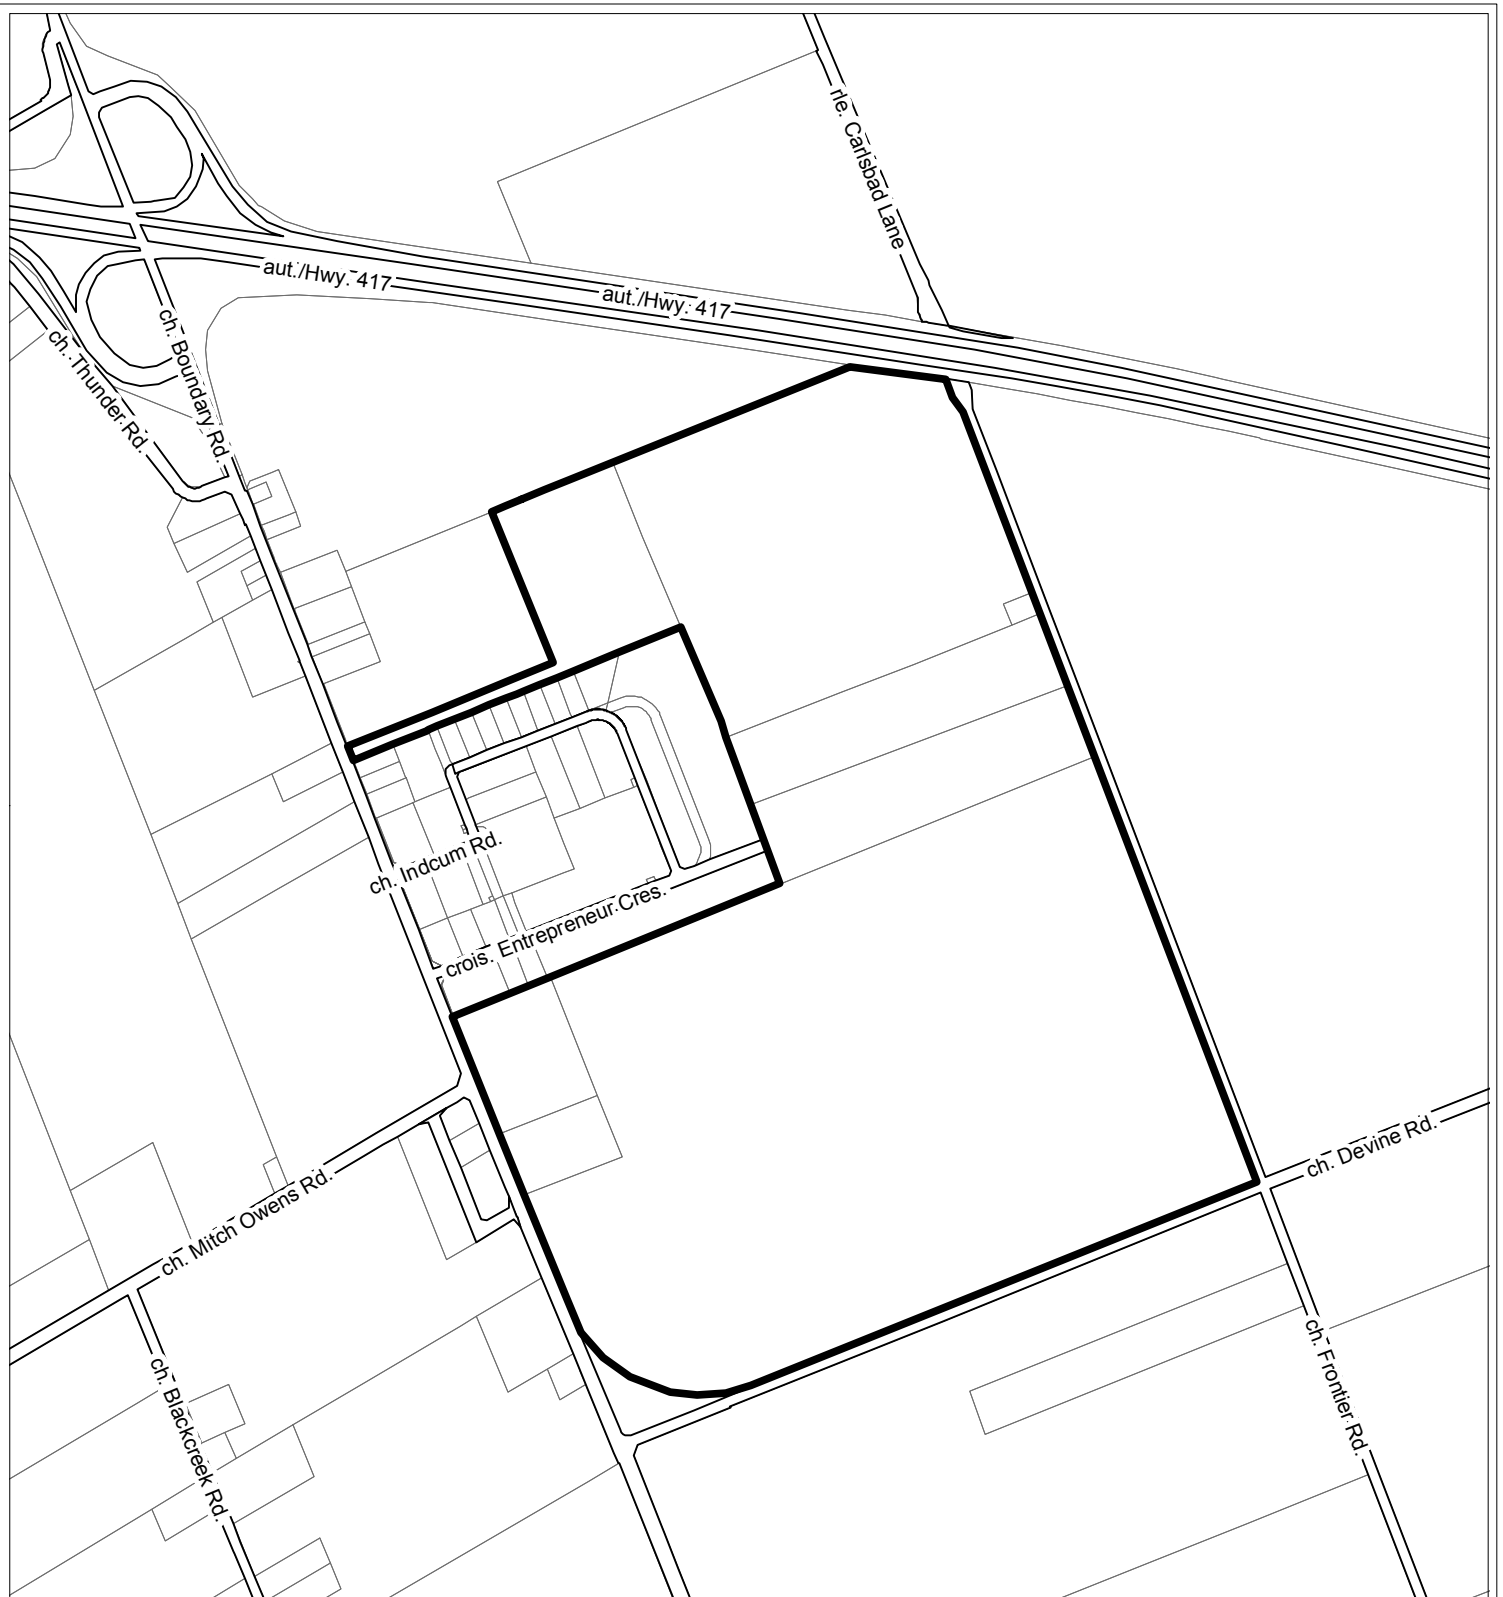 rle. Carlsbad Lane
aut./Hwy. 417
aut./Hwy. 417
ch. Boundary Rd.
ch. Thunder Rd.
ch. Indcum Rd.
crois. Entrepreneur Cres.
ch. Devine Rd.
ch. Mitch Owens Rd.
ch. Frontier Rd.
ch. Blackcreek Rd.